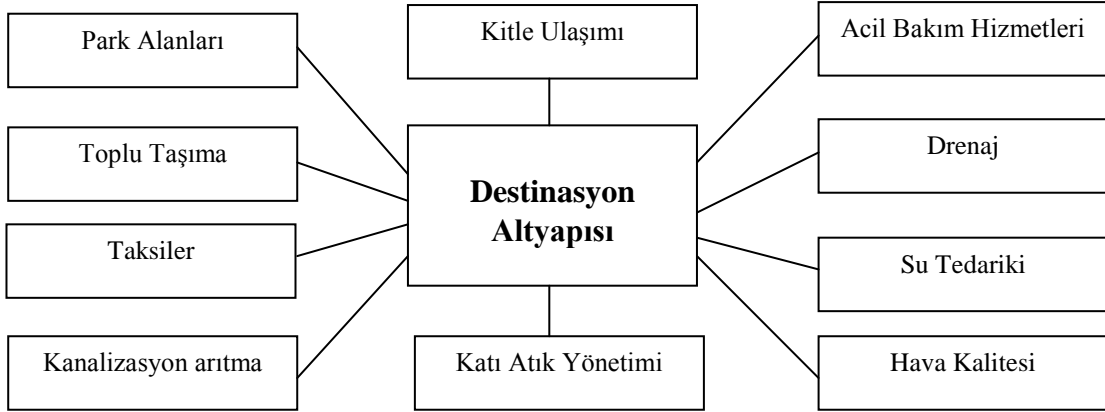 Park Alanları
Kitle Ulaşımı
Acil Bakım Hizmetleri
Toplu Taşıma
Destinasyon
Altyapısı
Drenaj
Taksiler
Su Tedariki
Kanalizasyon arıtma
Katı Atık Yönetimi
Hava Kalitesi